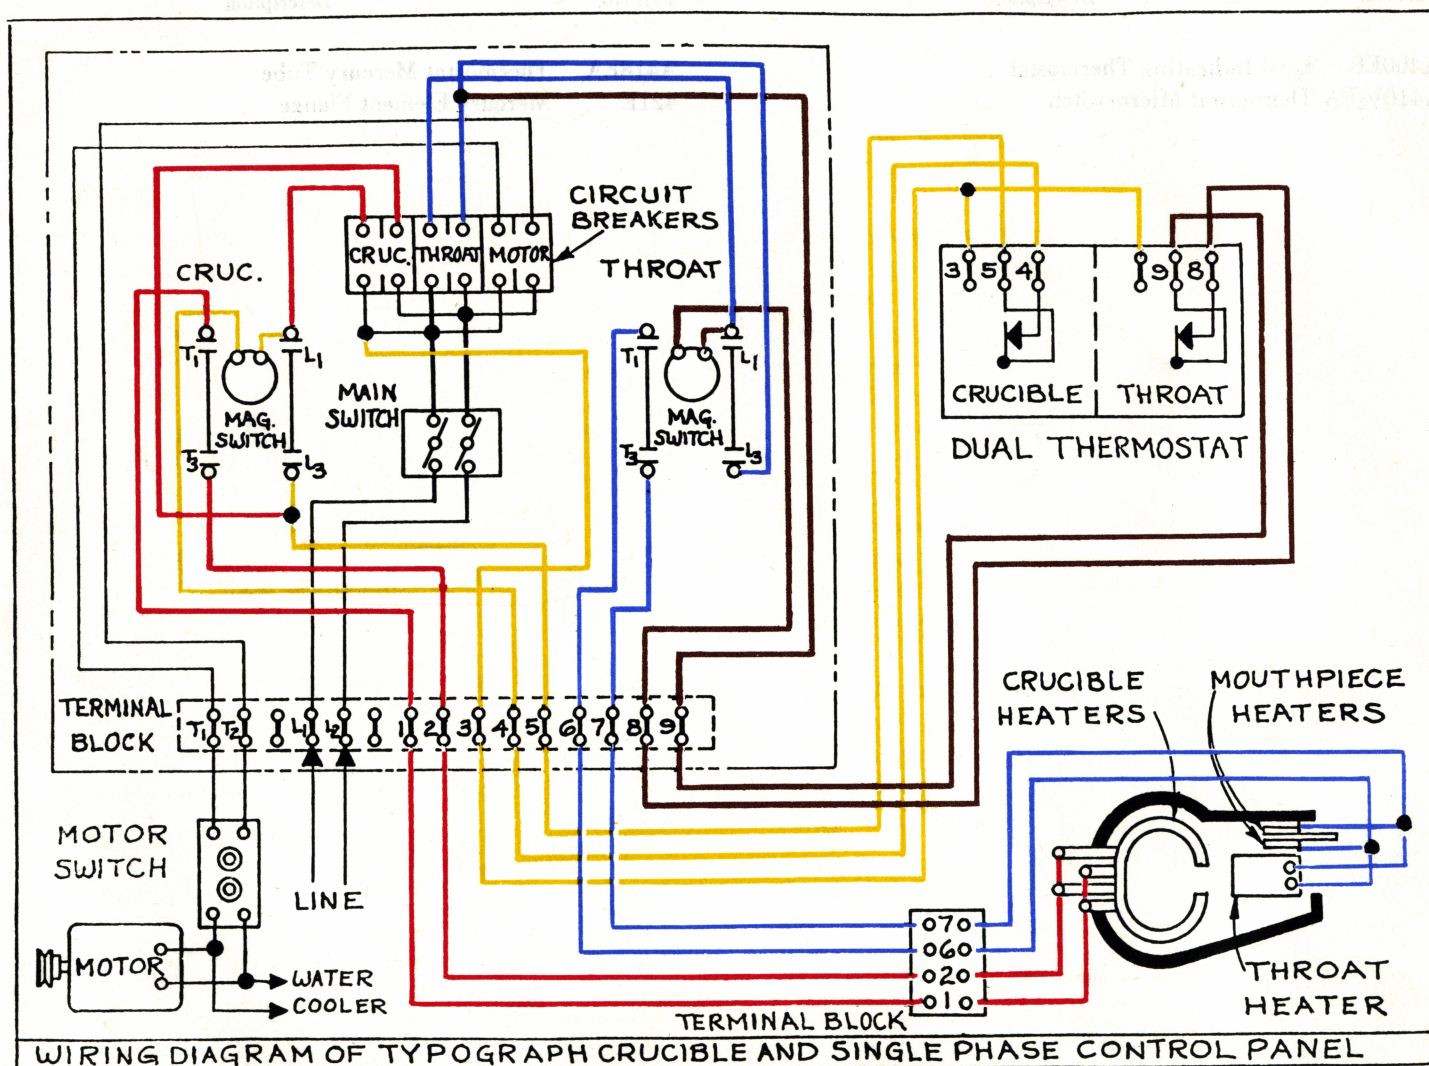 CIRCUIT
BREAKERS
CRUC.
THROAT
MOTOR
CRUC.
THROAT
T1
L1
MAG.
SWITCH
T3
L3
MAIN
SWITCH
T1
L1
MAG.
SWITCH
T3
L3
3 5 4
9 8
CRUCIBLE
THROAT
DUAL THERMOSTAT
TERMINAL
BLOCK
T1 T2 L1 L2 1 2 3 4 5 6 7 8 9
CRUCIBLE
HEATERS
MOUTHPIECE
HEATERS
MOTOR
SWITCH
LINE
MOTOR
WATER
COOLER
7
6
2
1
TERMINAL BLOCK
THROAT
HEATER
WIRING DIAGRAM OF TYPOGRAPH CRUCIBLE AND SINGLE PHASE CONTROL PANEL